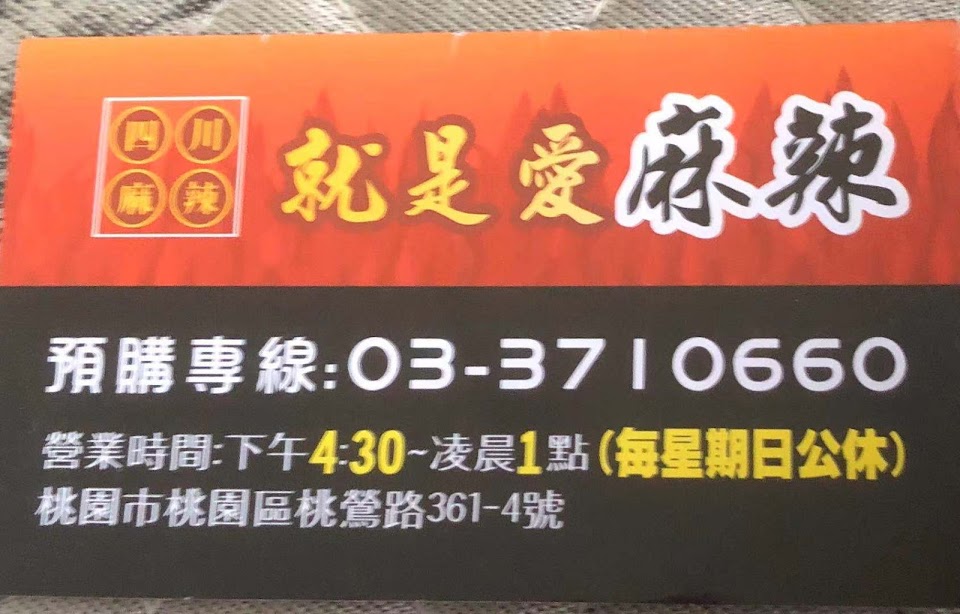 四川
麻辣
就是愛麻辣
預購專線:03-3710660
營業時間:下午4:30~凌晨1點(每星期日公休)
桃園市桃園區桃鶯路361-4號